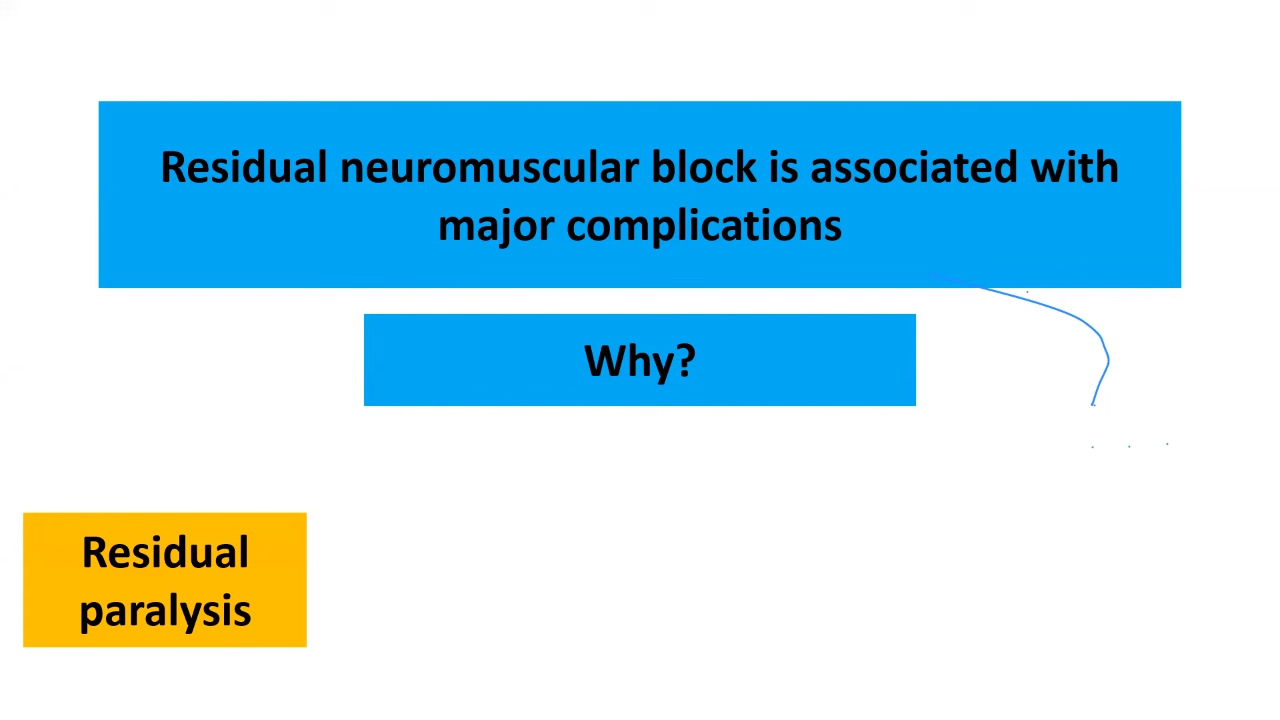 Residual neuromuscular block is associated with
major complications
Why?
Residual
paralysis